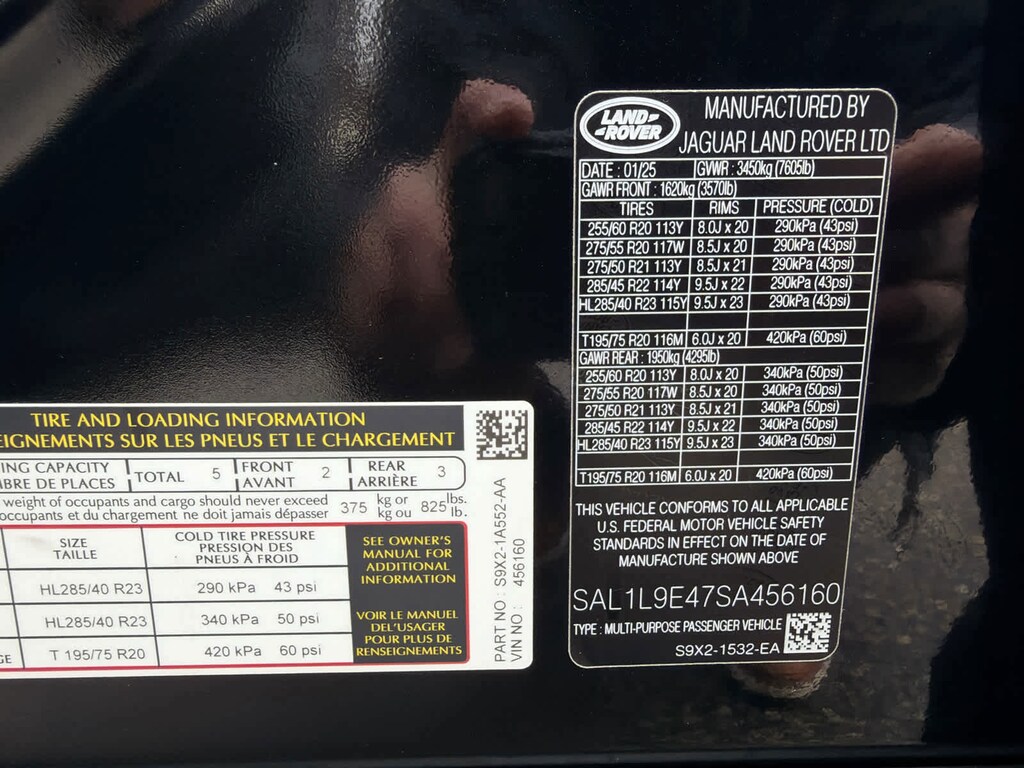 LAND-
-ROVER
MANUFACTURED BY
JAGUAR LAND ROVER LTD
DATE : 01/25 GVWR : 3450kg (7605lb)
GAWR FRONT : 1620kg (3570lb)
TIRES RIMS PRESSURE (COLD)
255/60 R20 113Y 8.0J x 20 290kPa (43psi)
275/55 R20 117W 8.5J x 20 290kPa (43psi)
275/50 R21 113Y 8.5J x 21 290kPa (43psi)
285/45 R22 114Y 9.5J x 22 290kPa (43psi)
HL285/40 R23 115Y 9.5J x 23 290kPa (43psi)
T195/75 R20 116M 6.0J x 20 420kPa (60psi)
GAWR REAR : 1950kg (4295lb)
255/60 R20 113Y 8.0J x 20 340kPa (50psi)
275/55 R20 117W 8.5J x 20 340kPa (50psi)
275/50 R21 113Y 8.5J x 21 340kPa (50psi)
285/45 R22 114Y 9.5J x 22 340kPa (50psi)
HL285/40 R23 115Y 9.5J x 23 340kPa (50psi)
T195/75 R20 116M 6.0J x 20 420kPa (60psi)
THIS VEHICLE CONFORMS TO ALL APPLICABLE
U.S. FEDERAL MOTOR VEHICLE SAFETY
STANDARDS IN EFFECT ON THE DATE OF
MANUFACTURE SHOWN ABOVE
SAL1L9E47SA456160
TYPE : MULTI-PURPOSE PASSENGER VEHICLE
S9X2-1532-EA
TIRE AND LOADING INFORMATION
EIGNEMENTS SUR LES PNEUS ET LE CHARGEMENT
ING CAPACITY TOTAL 5 FRONT 2 REAR 3
BRE DE PLACES AVANT ARRIÈRE
weight of occupants and cargo should never exceed 375 kg or 825 lbs.
occupants et du chargement ne doit jamais dépasser kg ou lb.
SIZE
TAILLE
COLD TIRE PRESSURE
PRESSION DES
PNEUS À FROID
HL285/40 R23 290 kPa 43 psi
HL285/40 R23 340 kPa 50 psi
GE T 195/75 R20 420 kPa 60 psi
SEE OWNER'S
MANUAL FOR
ADDITIONAL
INFORMATION
VOIR LE MANUEL
DEL'USAGER
POUR PLUS DE
RENSEIGNEMENTS
PART NO : S9X2-1A552-AA
VIN NO : 456160